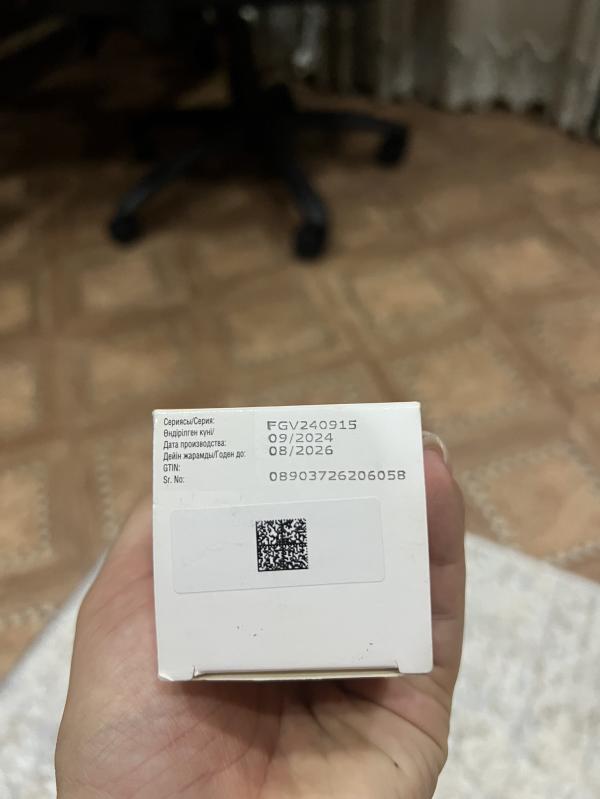 Сериясы/Серия: FGV240915
Өндірілген күні/
Дата производства: 09/2024
Дейін жарамды/Годен до: 08/2026
GTIN:
Sr. No: 08903726206058